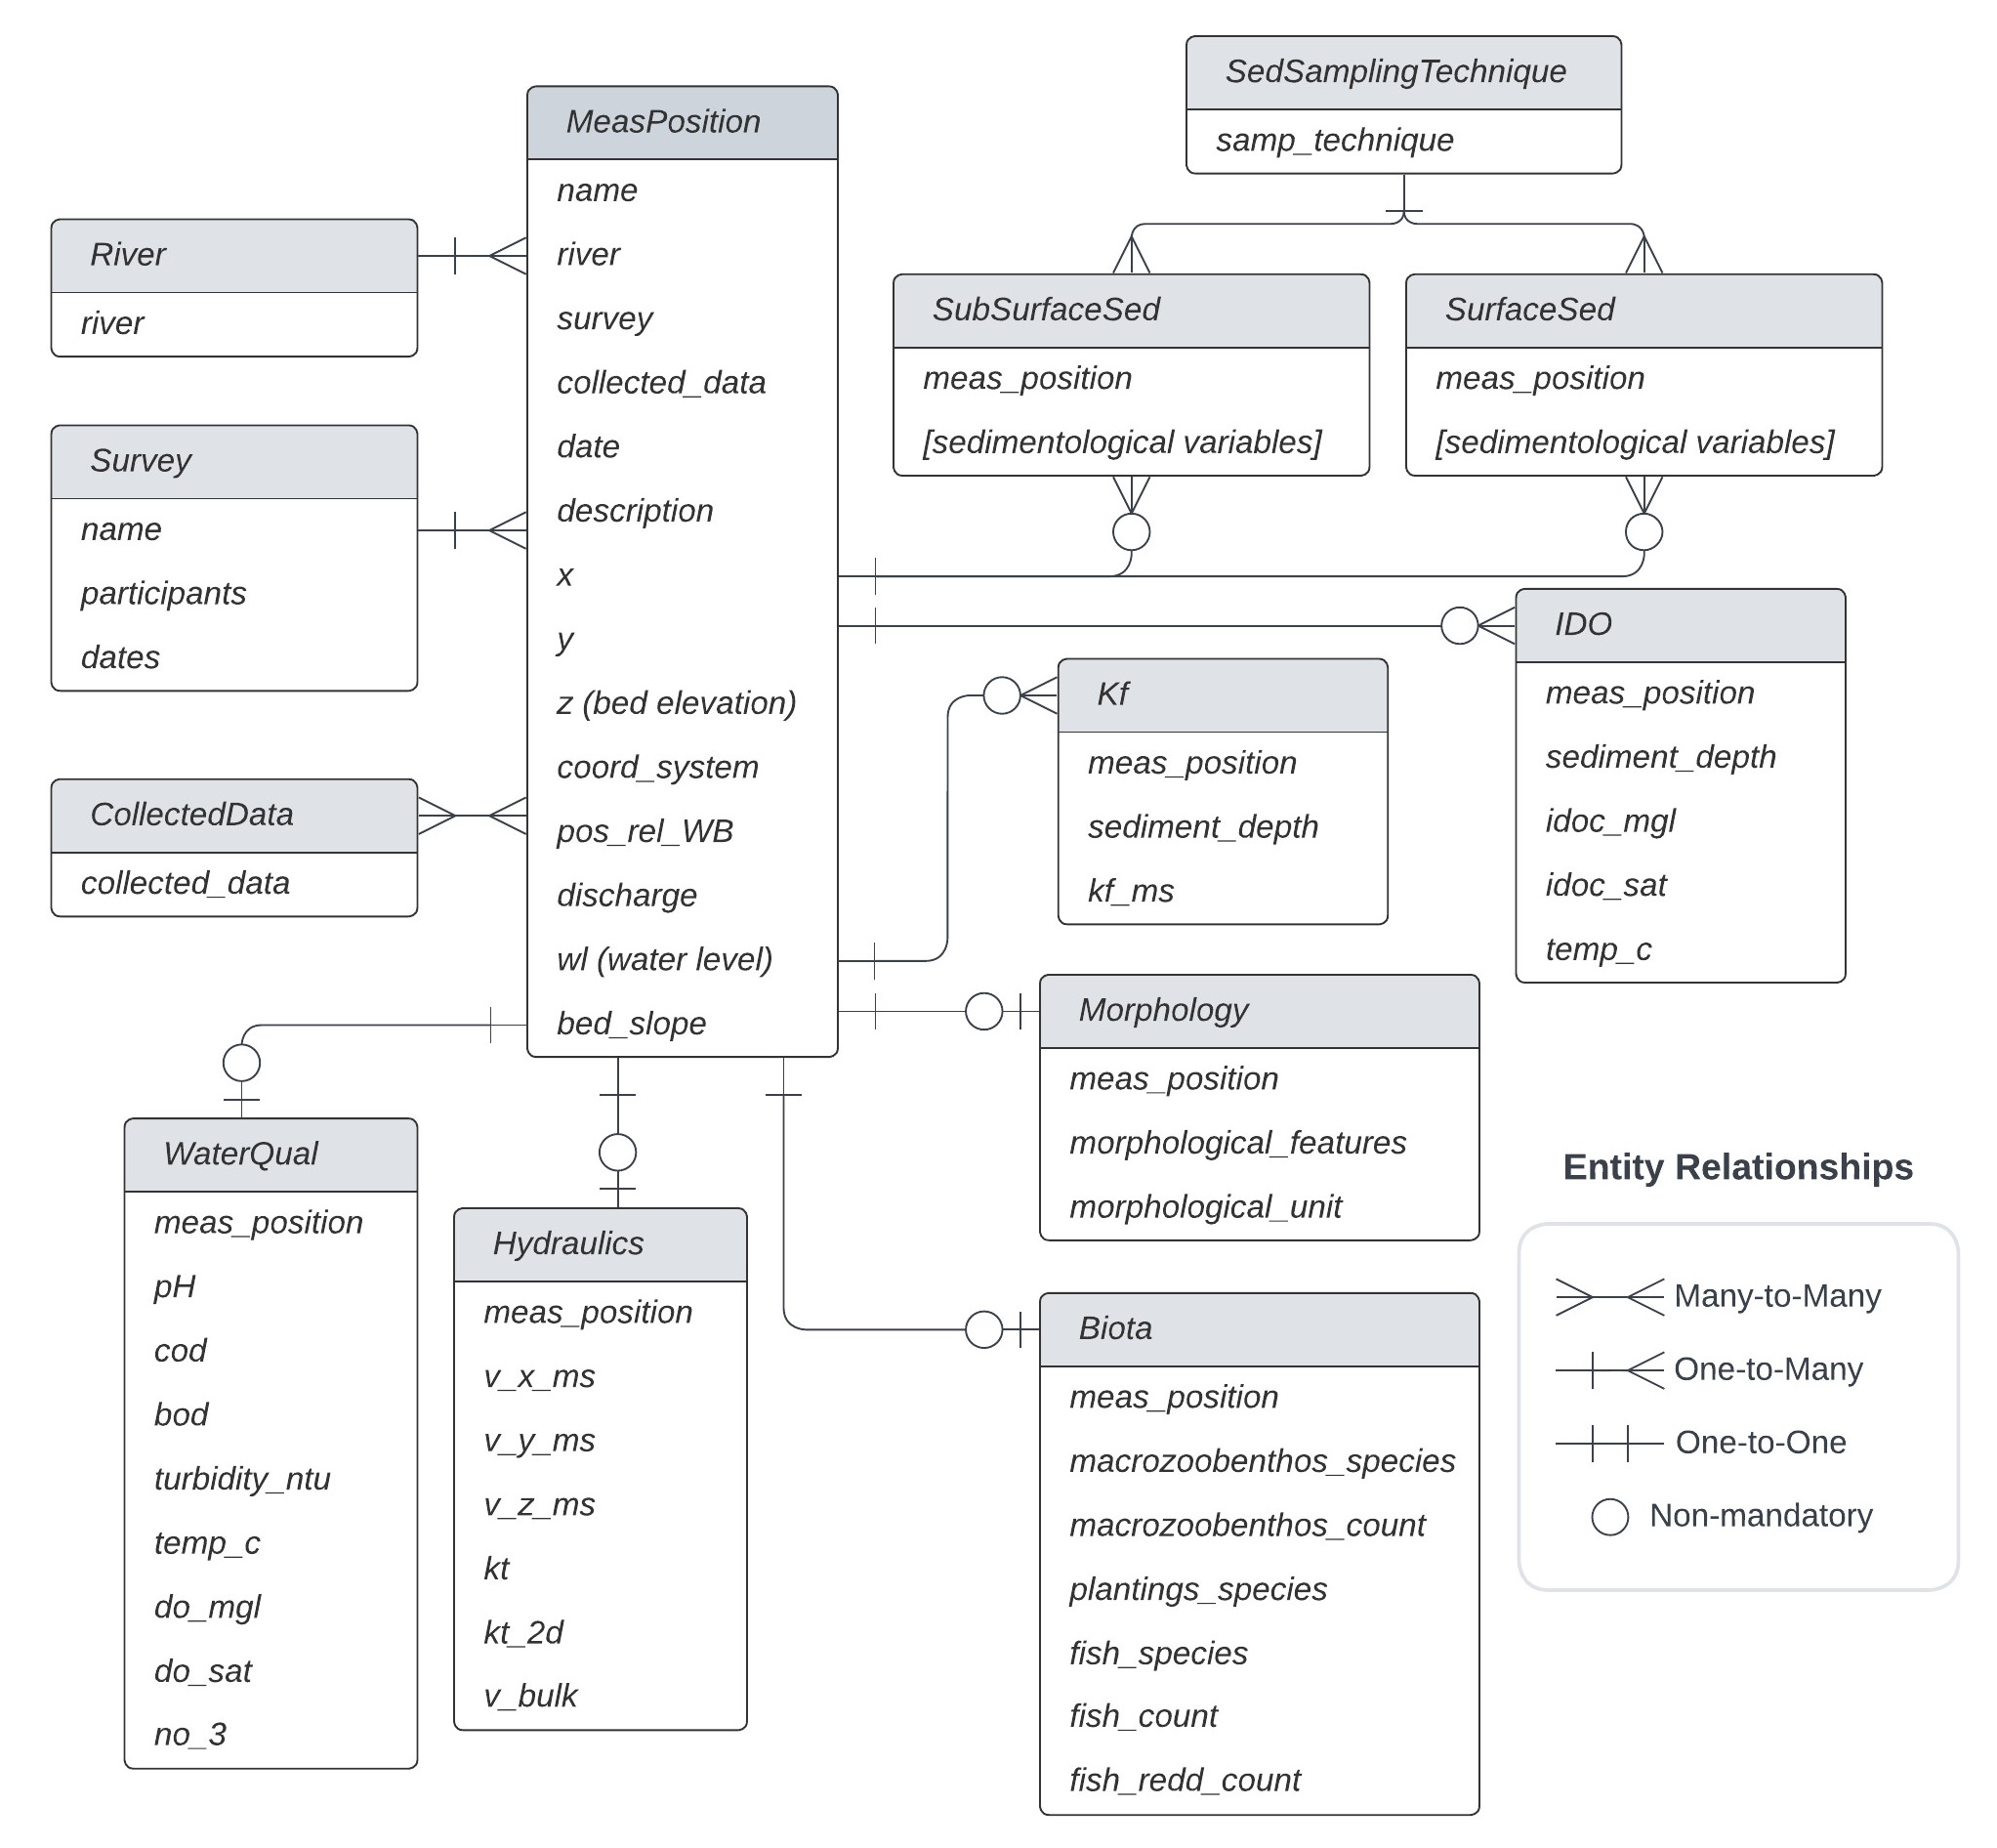 SedSamplingTechnique
samp_technique
MeasPosition
name
river
survey
collected_data
date
description
x
y
z (bed elevation)
coord_system
pos_rel_WB
discharge
wl (water level)
bed_slope
River
river
Survey
name
participants
dates
CollectedData
collected_data
SubSurfaceSed
meas_position
[sedimentological variables]
SurfaceSed
meas_position
[sedimentological variables]
IDO
meas_position
sediment_depth
idoc_mgl
idoc_sat
temp_c
Kf
meas_position
sediment_depth
kf_ms
Morphology
meas_position
morphological_features
morphological_unit
WaterQual
meas_position
pH
cod
bod
turbidity_ntu
temp_c
do_mgl
do_sat
no_3
Hydraulics
meas_position
v_x_ms
v_y_ms
v_z_ms
kt
kt_2d
v_bulk
Biota
meas_position
macrozoobenthos_species
macrozoobenthos_count
plantings_species
fish_species
fish_count
fish_redd_count
Entity Relationships
Many-to-Many
One-to-Many
One-to-One
Non-mandatory